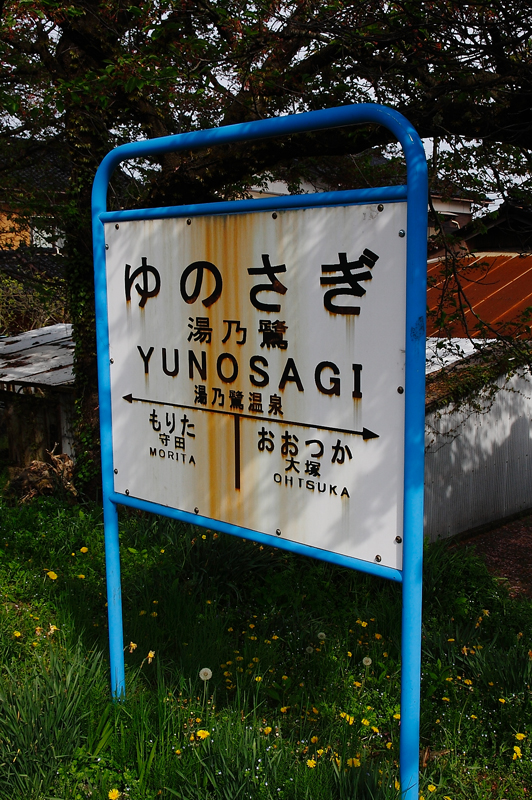 ゆのさぎ
湯乃鷺
YUNOSAGI
湯乃鷺温泉
もりた
守田
MORITA
おおつか
大塚
OHTSUKA